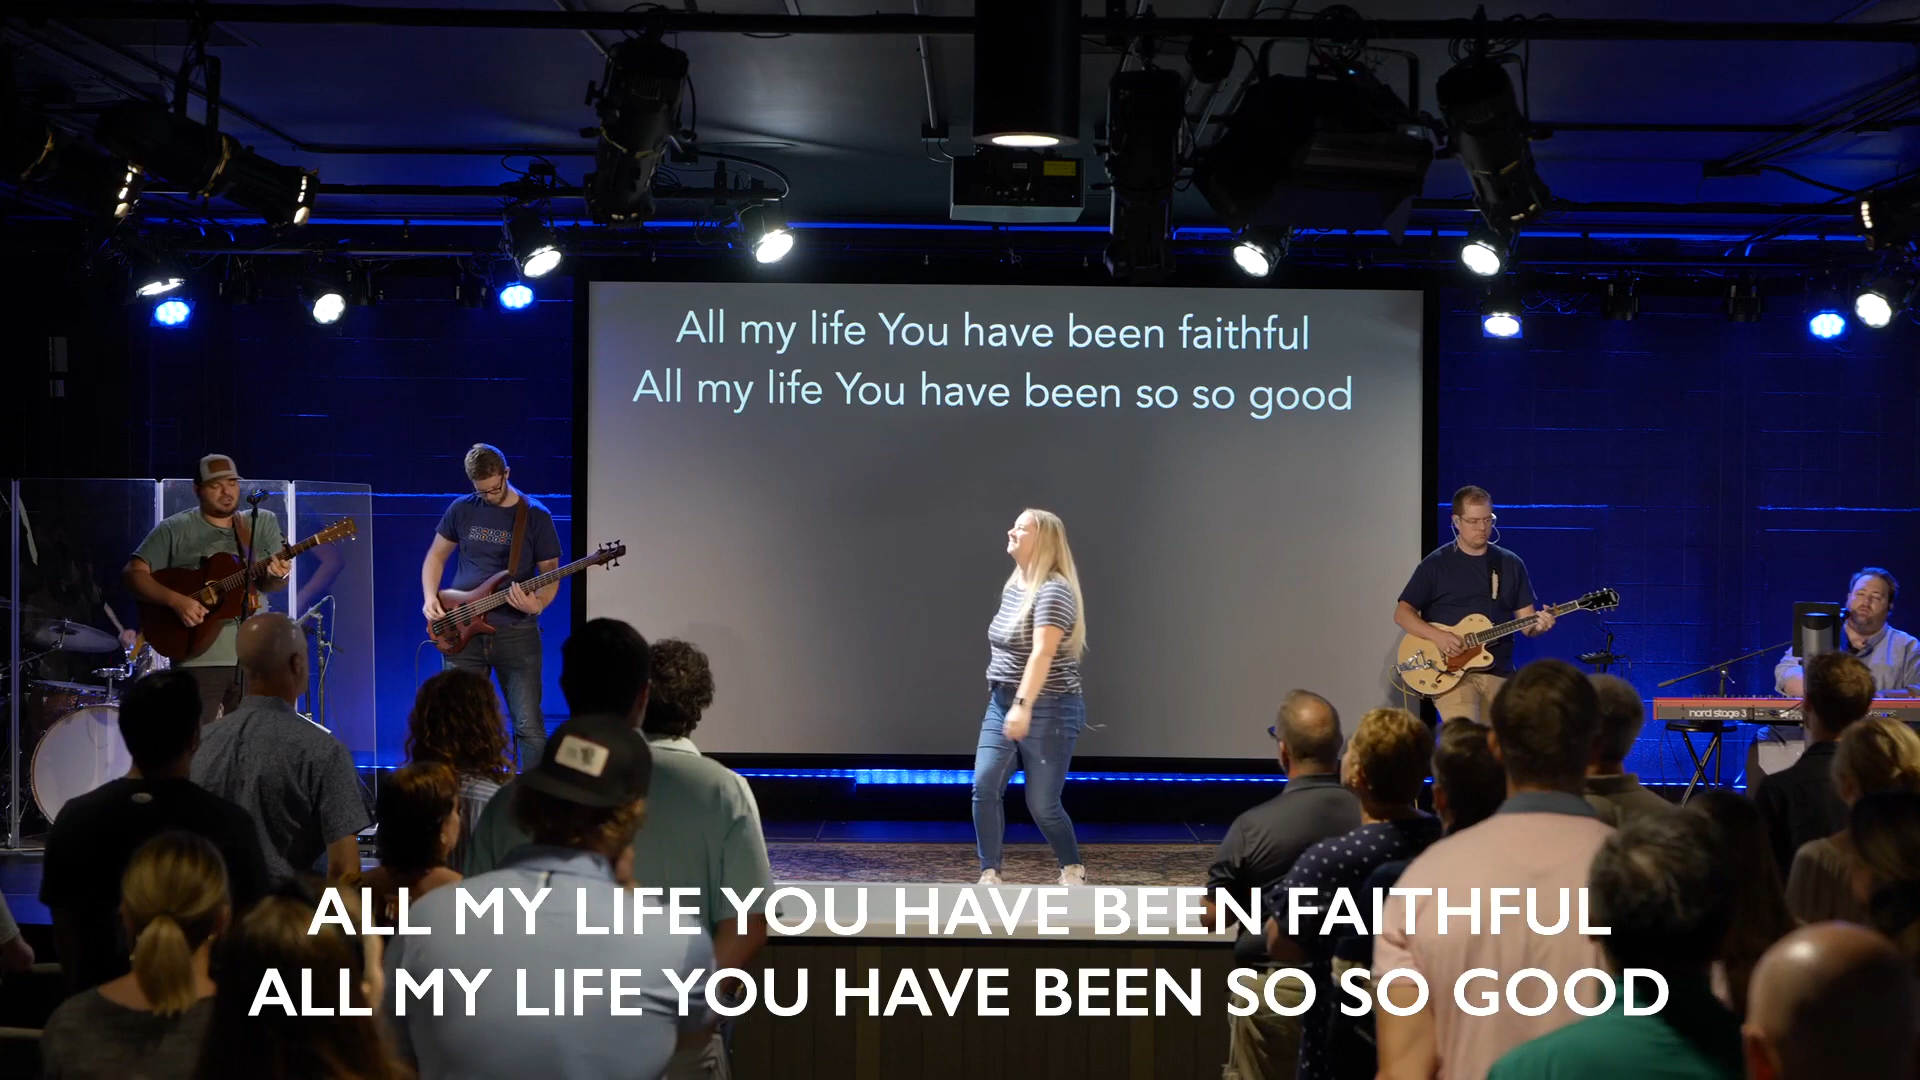 All my life You have been faithful
All my life You have been so so good
nord stage 3
ALL MY LIFE YOU HAVE BEEN FAITHFUL
ALL MY LIFE YOU HAVE BEEN SO SO GOOD